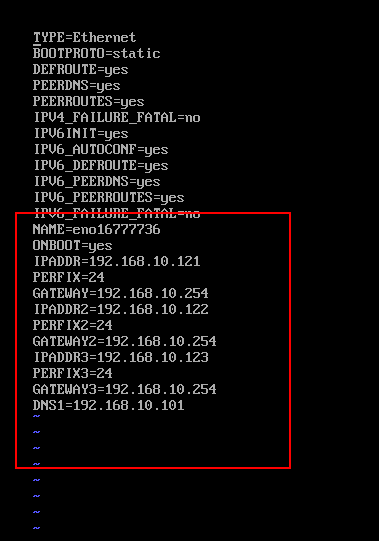 TYPE=Ethernet
BOOTPROTO=static
DEFROUTE=yes
PEERDNS=yes
PEERROUTES=yes
IPV4_FAILURE_FATAL=no
IPV6INIT=yes
IPV6_AUTOCONF=yes
IPV6_DEFROUTE=yes
IPV6_PEERDNS=yes
IPV6_PEERROUTES=yes
IPV6_FAILURE_FATAL=no
NAME=eno16777736
ONBOOT=yes
IPADDR=192.168.10.121
PERFIX=24
GATEWAY=192.168.10.254
IPADDR2=192.168.10.122
PERFIX2=24
GATEWAY2=192.168.10.254
IPADDR3=192.168.10.123
PERFIX3=24
GATEWAY3=192.168.10.254
DNS1=192.168.10.101
~
~
~
~
~
~
~
~